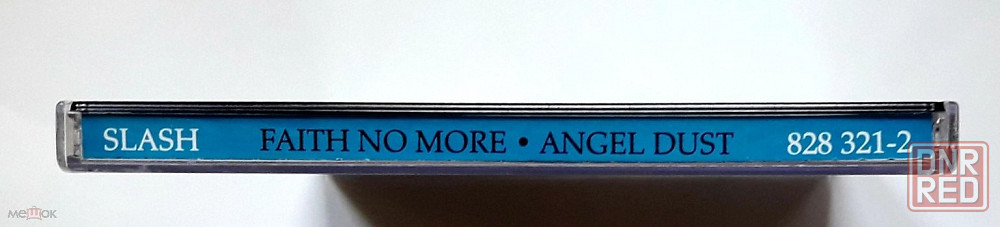 SLASH FAITH NO MORE • ANGEL DUST 828 321-2
DNR
RED
мешок